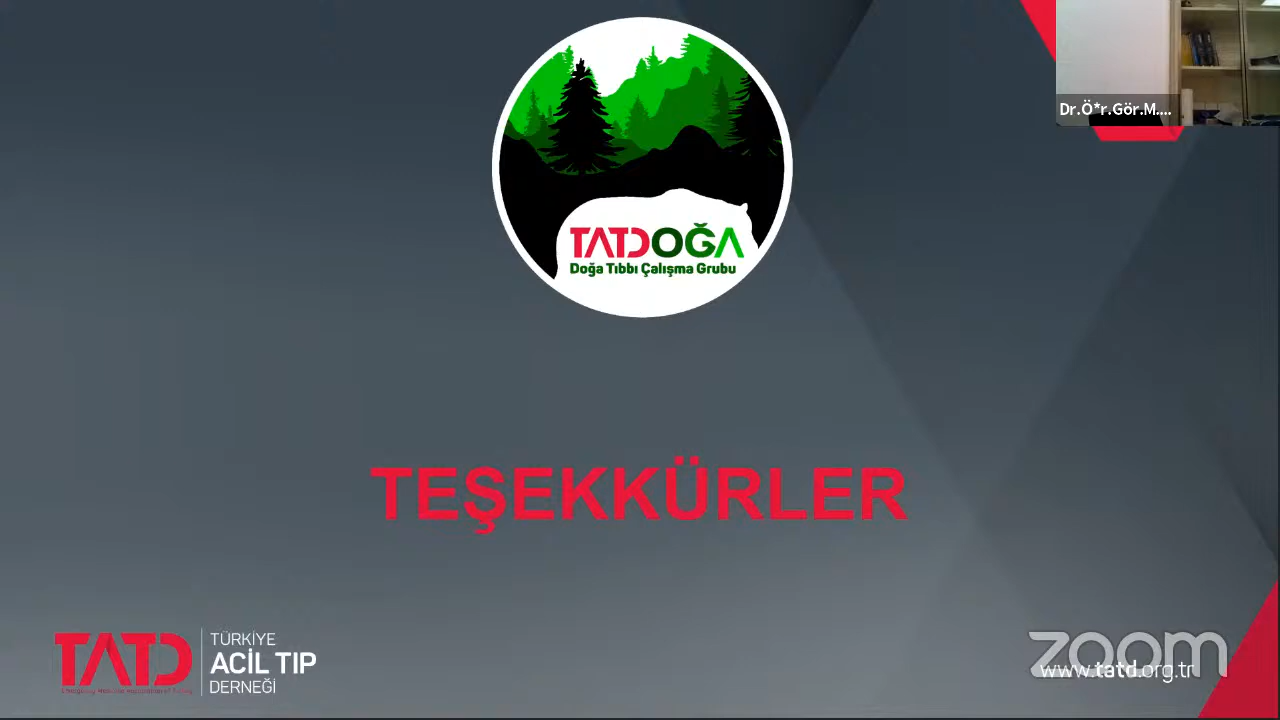 Dr.Ö*r.Gör.M....
TATDOĞA
Doğa Tıbbı Çalışma Grubu
TEŞEKKÜRLER
TATD
TÜRKİYE
ACİL TIP
DERNEĞİ
zoom
www.tatd.org.tr